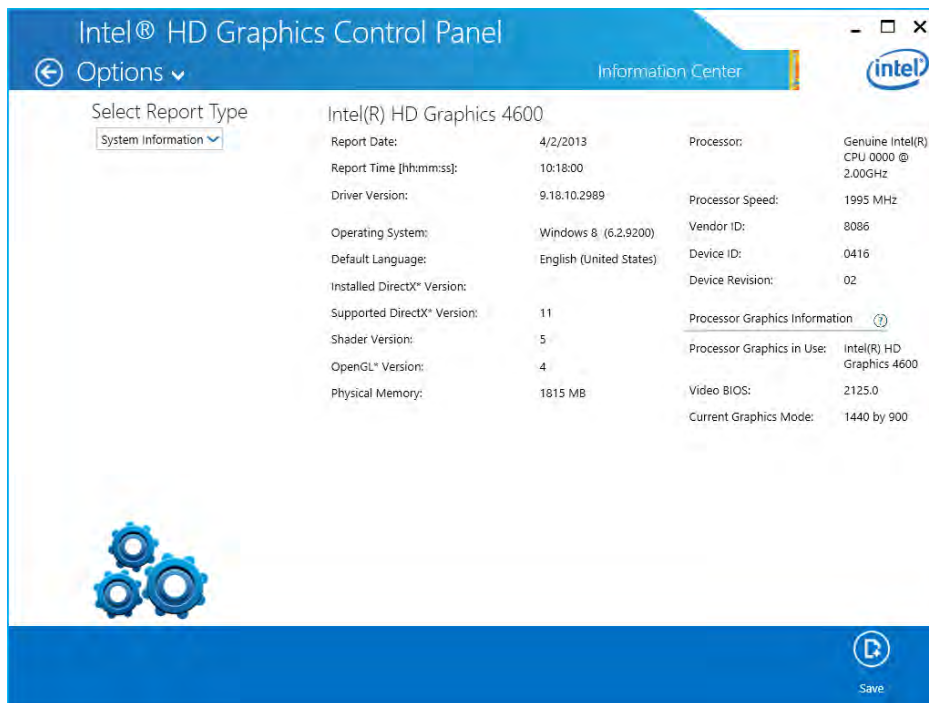 Intel® HD Graphics Control Panel
Options
Information Center
intel
Select Report Type
System Information
Intel(R) HD Graphics 4600
Report Date: 4/2/2013
Report Time [hh:mm:ss]: 10:18:00
Driver Version: 9.18.10.2989
Operating System: Windows 8 (6.2.9200)
Default Language: English (United States)
Installed DirectX* Version:
Supported DirectX* Version: 11
Shader Version: 5
OpenGL* Version: 4
Physical Memory: 1815 MB
Processor: Genuine Intel(R)
CPU 0000 @
2.00GHz
Processor Speed: 1995 MHz
Vendor ID: 8086
Device ID: 0416
Device Revision: 02
Processor Graphics Information ?
Processor Graphics in Use: Intel(R) HD
Graphics 4600
Video BIOS: 2125.0
Current Graphics Mode: 1440 by 900
Save